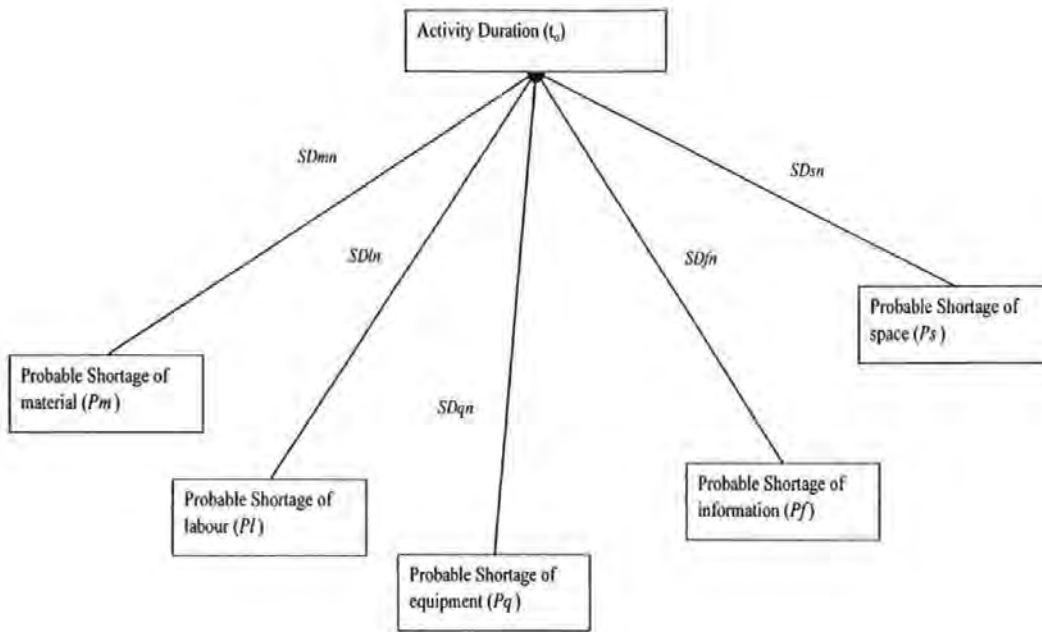 Activity Duration (t₀)
SDmn
SDsn
SDln
SDfn
Probable Shortage of
space (Ps)
Probable Shortage of
material (Pm)
SDqn
Probable Shortage of
labour (Pl)
Probable Shortage of
information (Pf)
Probable Shortage of
equipment (Pq)